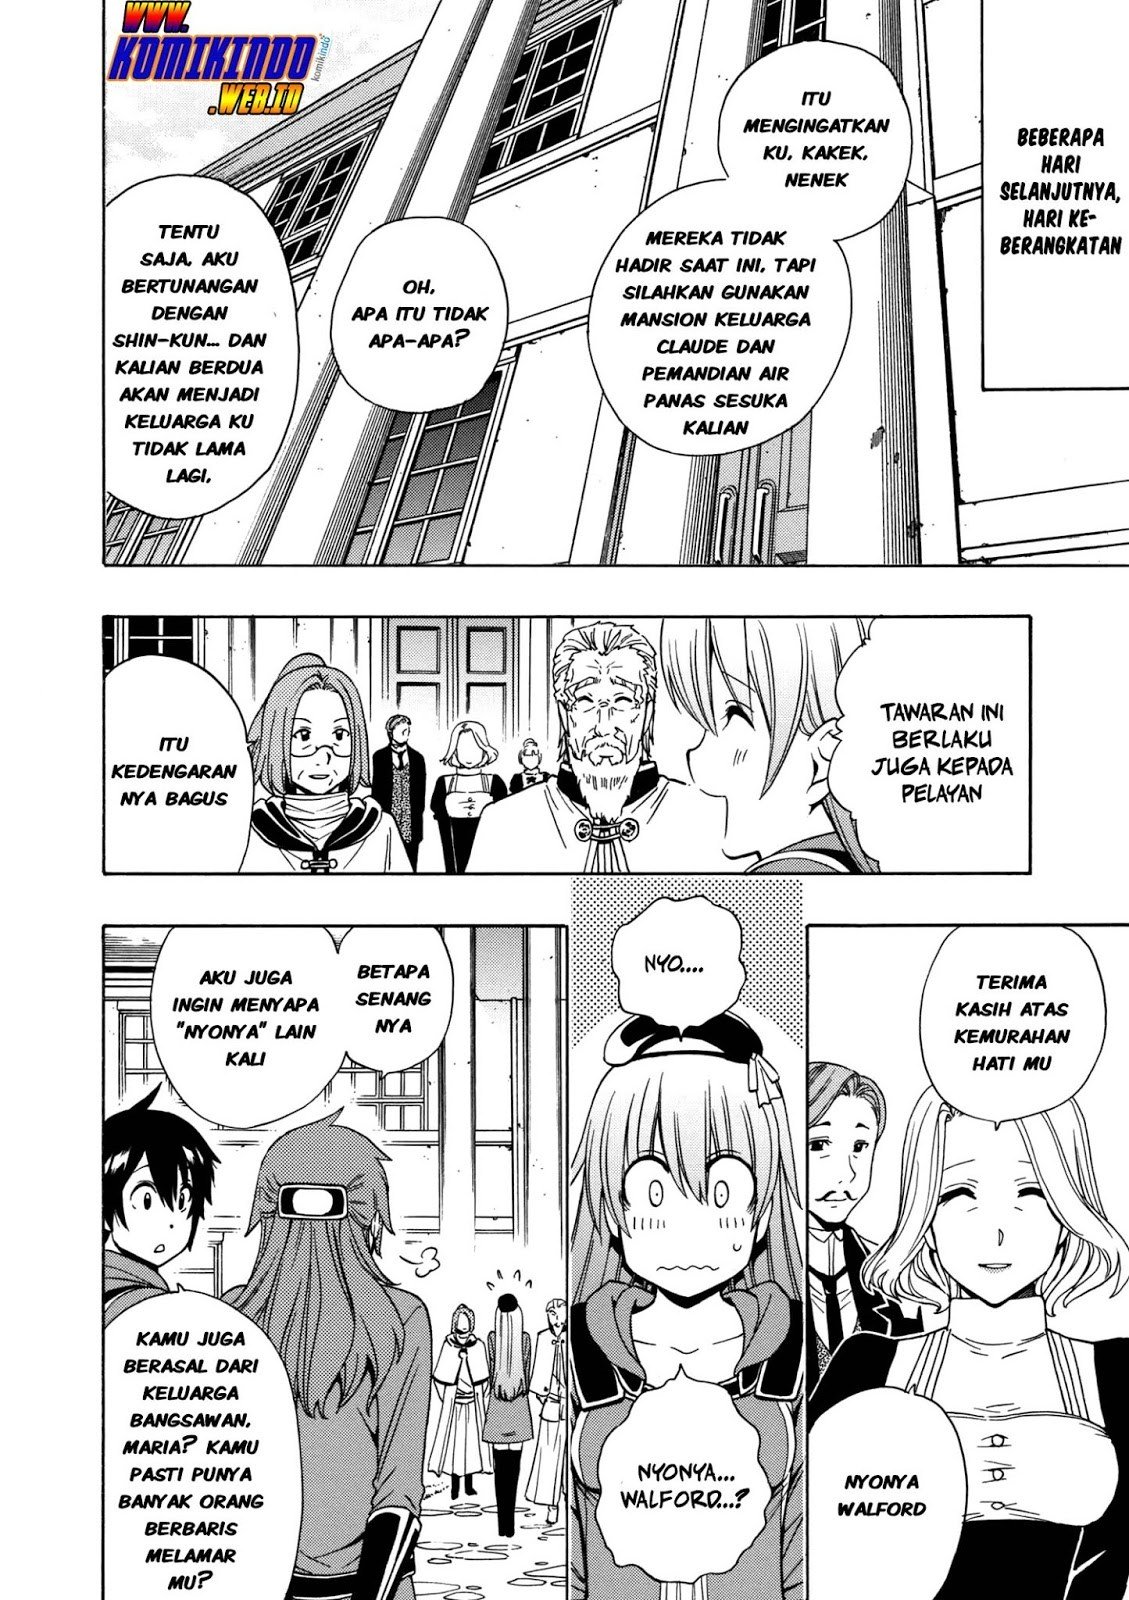 WWW.
KOMIKINDO
komikindo
.WEB.ID
BEBERAPA
HARI
SELANJUTNYA,
HARI KE-
BERANGKATAN
ITU
MENGINGATKAN
KU, KAKEK,
NENEK
MEREKA TIDAK
HADIR SAAT INI, TAPI
SILAHKAN GUNAKAN
MANSION KELUARGA
CLAUDE DAN
PEMANDIAN AIR
PANAS SESUKA
KALIAN
OH,
APA ITU TIDAK
APA-APA?
TENTU
SAJA, AKU
BERTUNANGAN
DENGAN
SHIN-KUN... DAN
KALIAN BERDUA
AKAN MENJADI
KELUARGA KU
TIDAK LAMA
LAGI.
TAWARAN INI
BERLAKU
JUGA KEPADA
PELAYAN
ITU
KEDENGARAN
NYA BAGUS
TERIMA
KASIH ATAS
KEMURAHAN
HATI MU
NYONYA
WALFORD
NYO....
NYONYA...
WALFORD...?
BETAPA
SENANG
NYA
AKU JUGA
INGIN MENYAPA
"NYONYA" LAIN
KALI
KAMU JUGA
BERASAL DARI
KELUARGA
BANGSAWAN,
MARIA? KAMU
PASTI PUNYA
BANYAK ORANG
BERBARIS
MELAMAR
MU?